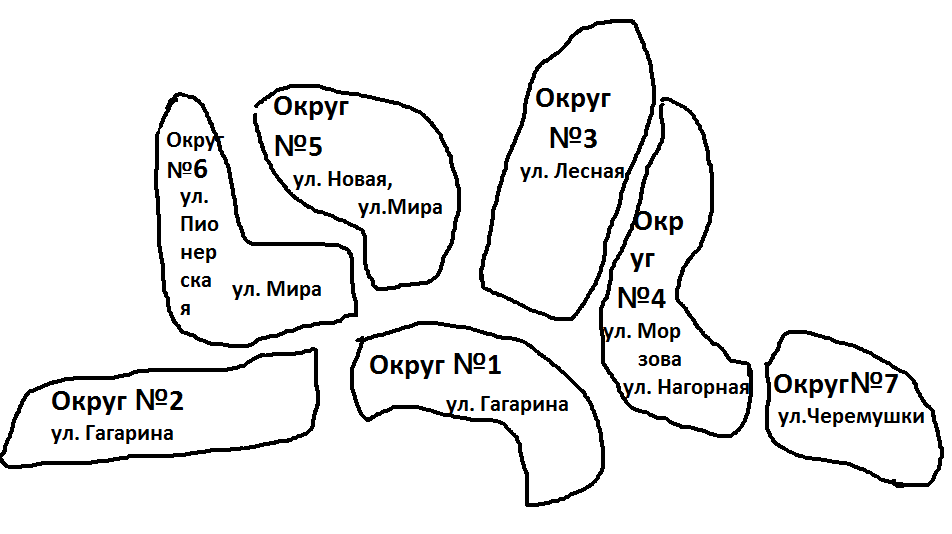 Округ
№6
ул.
Пио
нер
ска
я
ул. Мира
Округ
№5
ул. Новая,
ул.Мира
Округ
№3
ул. Лесная
Окр
уг
№4
ул. Мор
зова
ул. Нагорная
Округ №2
ул. Гагарина
Округ №1
ул. Гагарина
Округ№7
ул.Черемушки